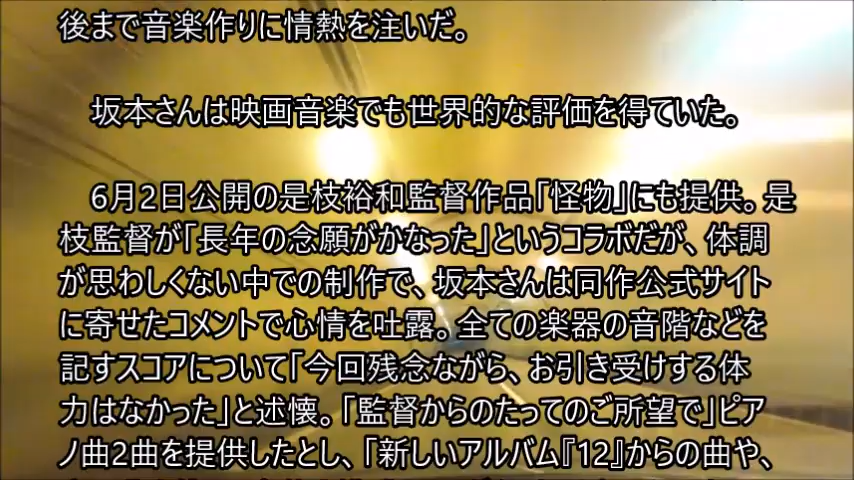 後まで音楽作りに情熱を注いだ。
坂本さんは映画音楽でも世界的な評価を得ていた。
6月2日公開の是枝裕和監督作品「怪物」にも提供。是
枝監督が「長年の念願がかなった」というコラボだが、体調
が思わしくない中での制作で、坂本さんは同作公式サイト
に寄せたコメントで心情を吐露。全ての楽器の音階などを
記すスコアについて「今回残念ながら、お引き受けする体
力はなかった」と述懐。「監督からのたってのご所望で」ピア
ノ曲2曲を提供したとし、「新しいアルバム『12』からの曲や、